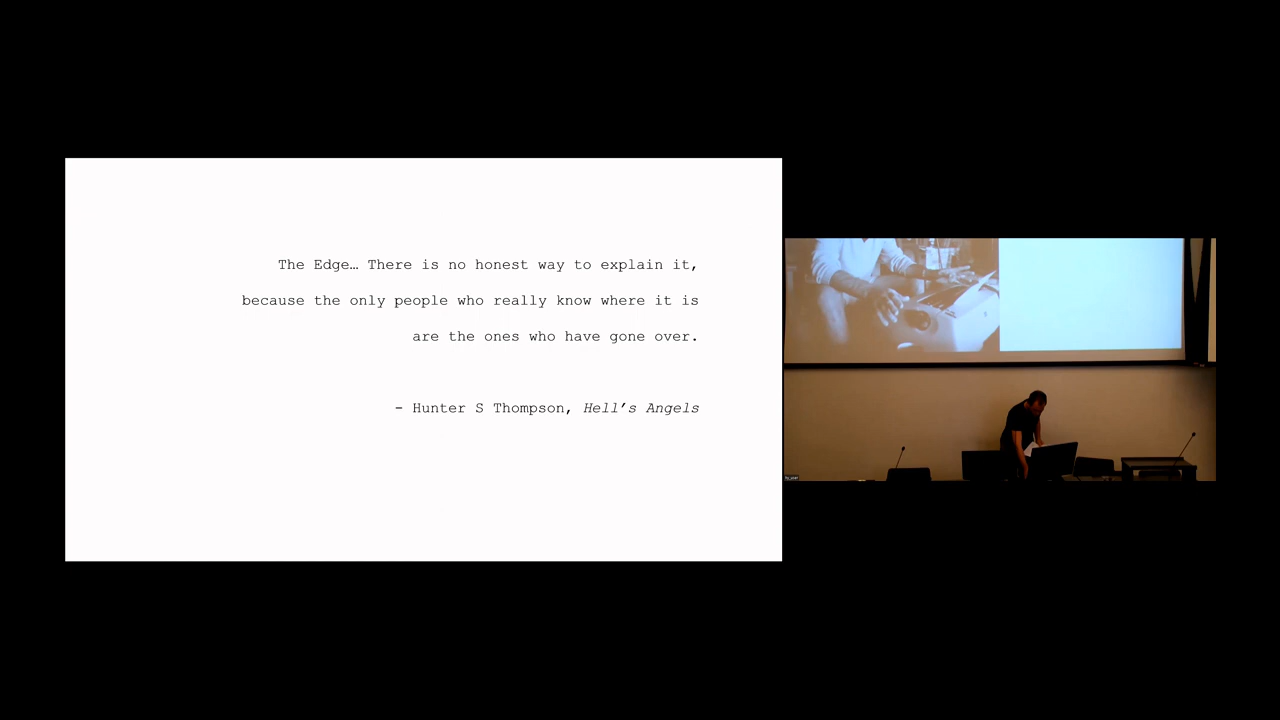 The Edge… There is no honest way to explain it,
because the only people who really know where it is
are the ones who have gone over.
- Hunter S Thompson, Hell's Angels